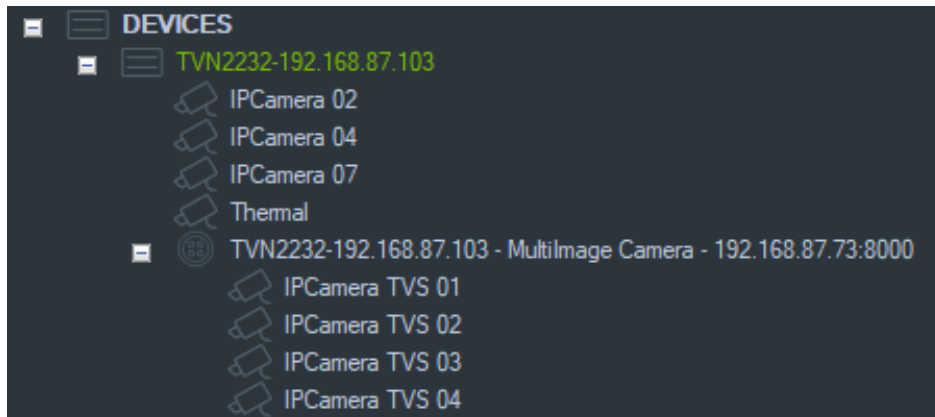 DEVICES
TVN2232-192.168.87.103
IPCamera 02
IPCamera 04
IPCamera 07
Thermal
TVN2232-192.168.87.103 - MultiImage Camera - 192.168.87.73:8000
IPCamera TVS 01
IPCamera TVS 02
IPCamera TVS 03
IPCamera TVS 04